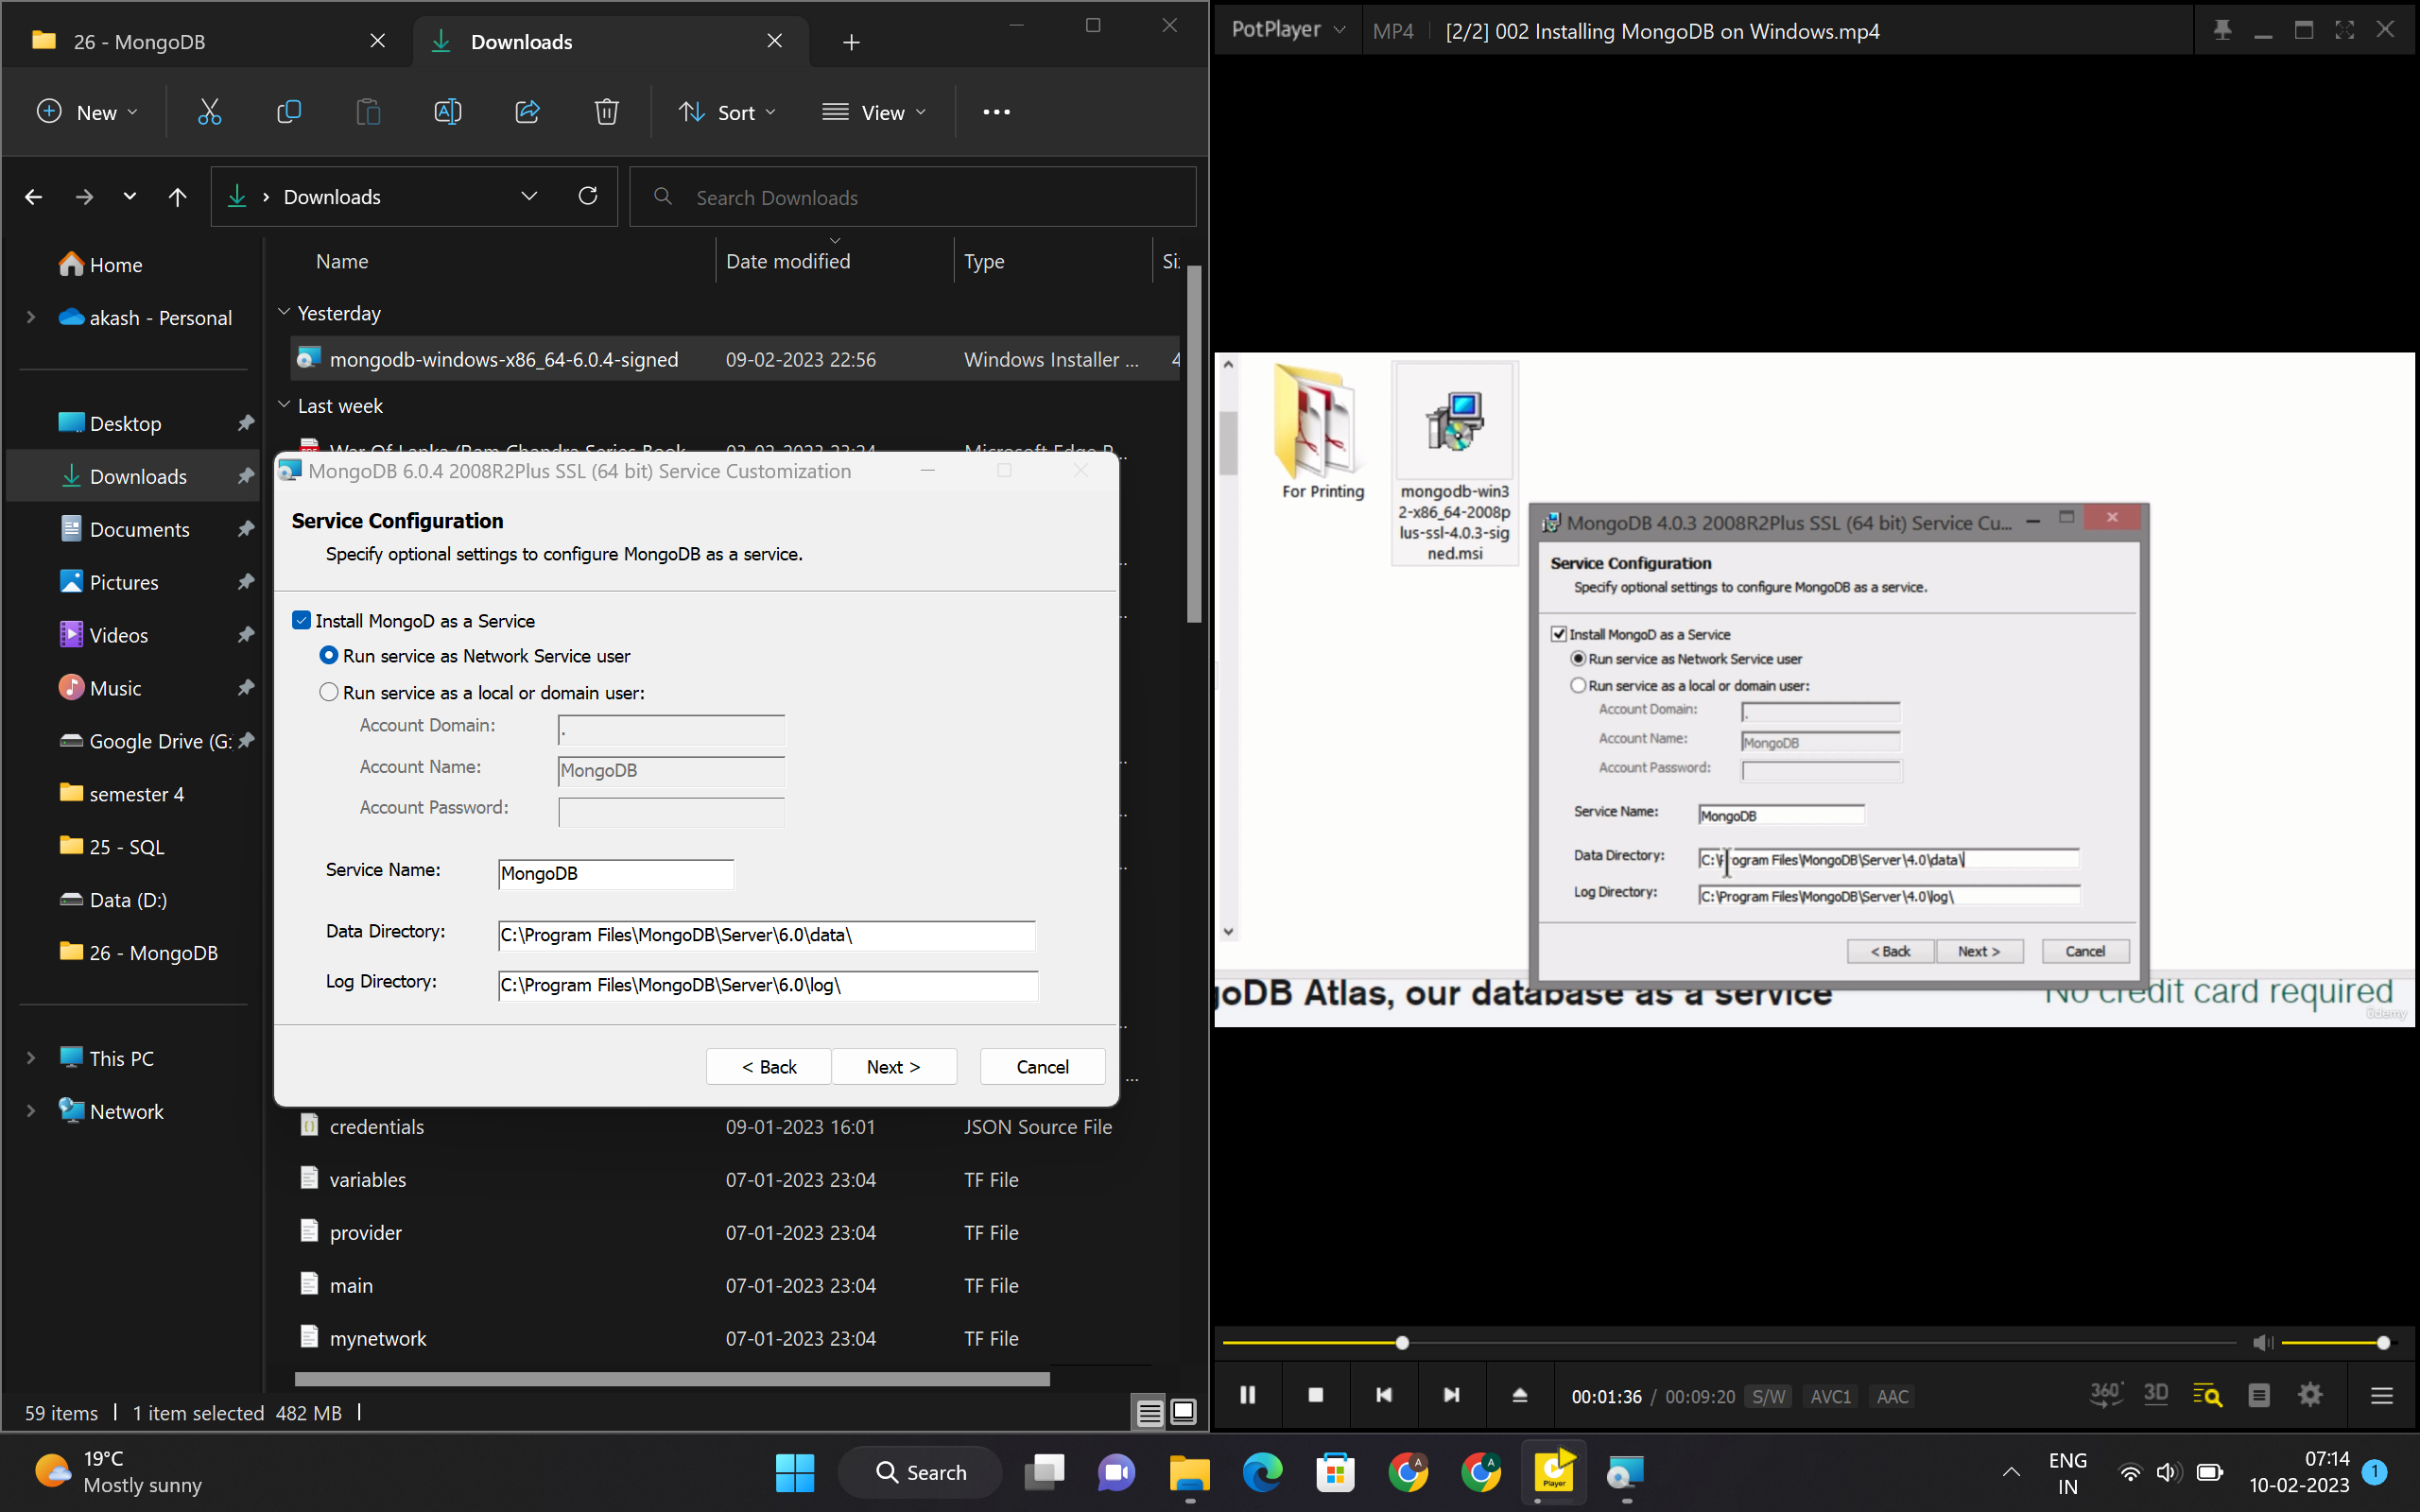 26 - MongoDB
Downloads
New
Sort
View
Downloads
Search Downloads
Name
Date modified
Type
Home
akash - Personal
Desktop
Downloads
Documents
Pictures
Videos
Music
Google Drive (G:
semester 4
25 - SQL
Data (D:)
26 - MongoDB
This PC
Network
Yesterday
mongodb-windows-x86_64-6.0.4-signed 09-02-2023 22:56 Windows Installer ...
Last week
MongoDB 6.0.4 2008R2Plus SSL (64 bit) Service Customization
Service Configuration
Specify optional settings to configure MongoDB as a service.
Install MongoD as a Service
Run service as Network Service user
Run service as a local or domain user:
Account Domain: .
Account Name: MongoDB
Account Password:
Service Name: MongoDB
Data Directory: C:\Program Files\MongoDB\Server\6.0\data\
Log Directory: C:\Program Files\MongoDB\Server\6.0\log\
< Back
Next >
Cancel
credentials 09-01-2023 16:01 JSON Source File
variables 07-01-2023 23:04 TF File
provider 07-01-2023 23:04 TF File
main 07-01-2023 23:04 TF File
mynetwork 07-01-2023 23:04 TF File
59 items 1 item selected 482 MB
PotPlayer MP4 [2/2] 002 Installing MongoDB on Windows.mp4
For Printing
mongodb-win3
2-x86_64-2008p
lus-ssl-4.0.3-sig
ned.msi
MongoDB 4.0.3 2008R2Plus SSL (64 bit) Service Cu...
Service Configuration
Specify optional settings to configure MongoDB as a service.
Install MongoD as a Service
Run service as Network Service user
Run service as a local or domain user:
Account Domain: .
Account Name: MongoDB
Account Password:
Service Name: MongoDB
Data Directory: C:\Program Files\MongoDB\Server\4.0\data\
Log Directory: C:\Program Files\MongoDB\Server\4.0\log\
< Back
Next >
Cancel
goDB Atlas, our database as a service
No credit card required
ûdemy
00:01:36 / 00:09:20 S/W AVC1 AAC
360°
3D
19°C
Mostly sunny
Search
Player
ENG
IN
07:14
10-02-2023
1